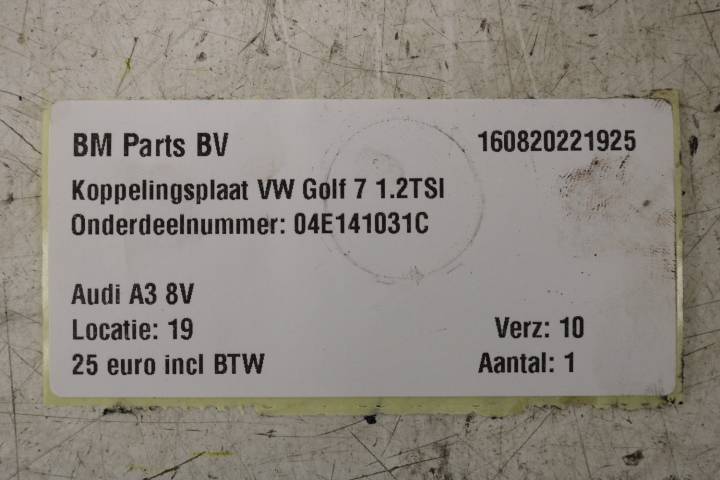 BM Parts BV 160820221925
Koppelingsplaat VW Golf 7 1.2TSI
Onderdeelnummer: 04E141031C
Audi A3 8V
Locatie: 19 Verz: 10
25 euro incl BTW Aantal: 1